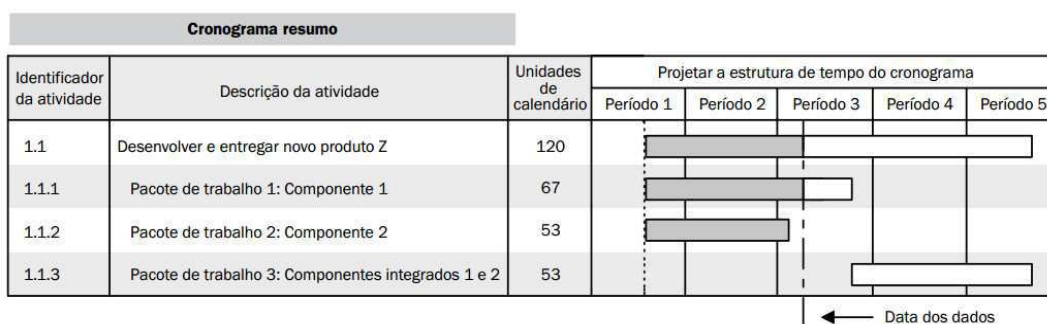 Cronograma resumo
Identificador da atividade Descrição da atividade Unidades de calendário Projetar a estrutura de tempo do cronograma
Período 1 Período 2 Período 3 Período 4 Período 5
1.1 Desenvolver e entregar novo produto Z 120
1.1.1 Pacote de trabalho 1: Componente 1 67
1.1.2 Pacote de trabalho 2: Componente 2 53
1.1.3 Pacote de trabalho 3: Componentes integrados 1 e 2 53
Data dos dados